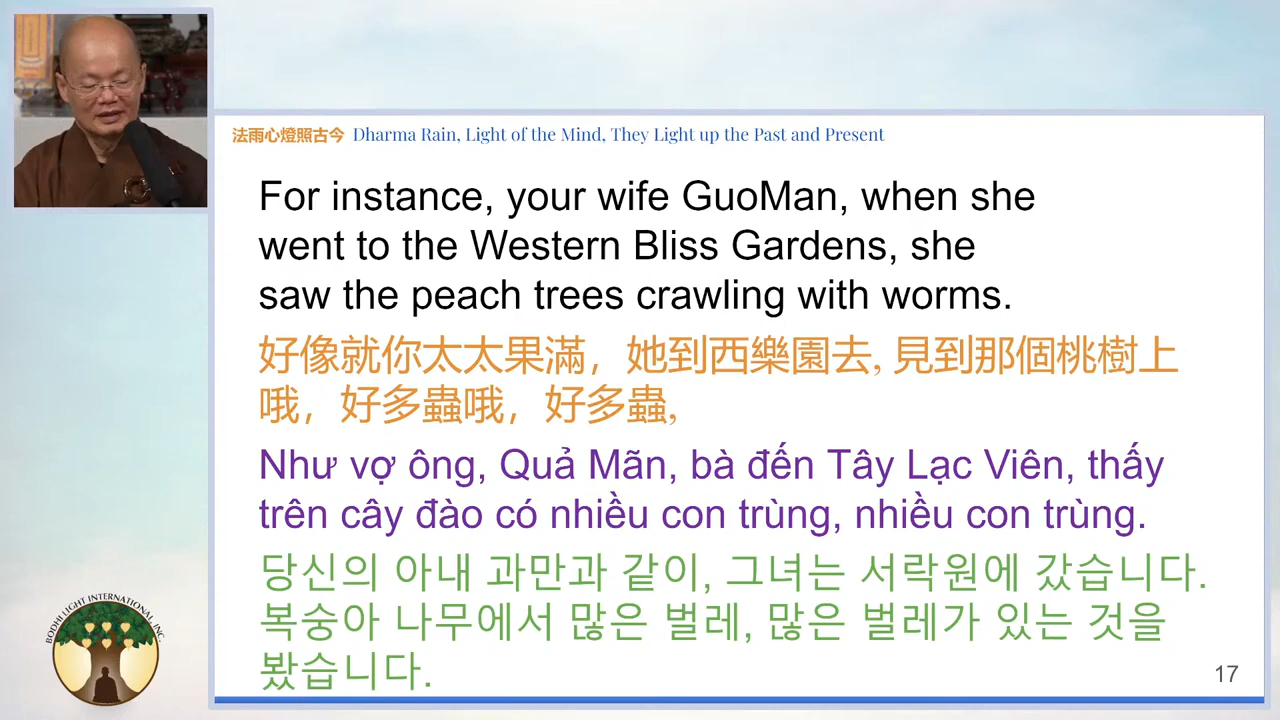 法雨心燈照古今 Dharma Rain, Light of the Mind, They Light up the Past and Present
For instance, your wife GuoMan, when she
went to the Western Bliss Gardens, she
saw the peach trees crawling with worms.
好像就你太太果滿，她到西樂園去, 見到那個桃樹上
哦，好多蟲哦，好多蟲,
Như vợ ông, Quả Mãn, bà đến Tây Lạc Viên, thấy
trên cây đào có nhiều con trùng, nhiều con trùng.
당신의 아내 과만과 같이, 그녀는 서락원에 갔습니다.
복숭아 나무에서 많은 벌레, 많은 벌레가 있는 것을
봤습니다.
BODHI LIGHT INTERNATIONAL, INC.
17